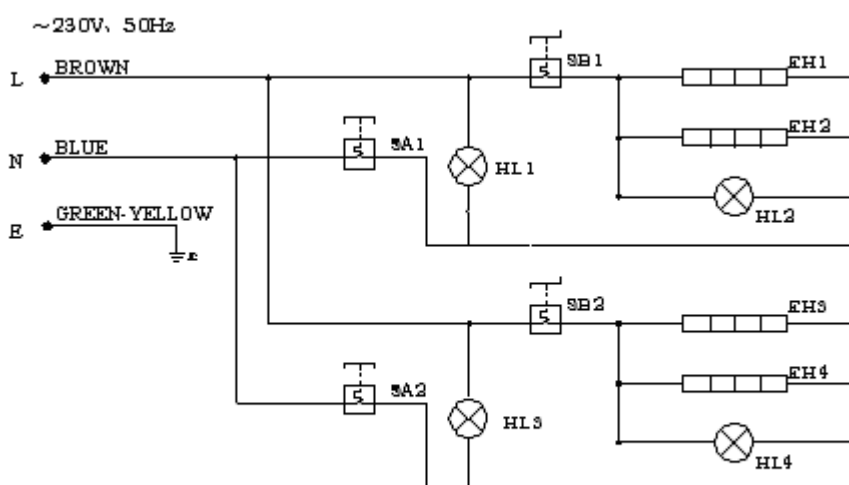 ~230V、50Hz
L BROWN
SB1
EH1
EH2
N BLUE
SA1
HL1
HL2
E GREEN-YELLOW
SB2
EH3
SA2
EH4
HL3
HL4